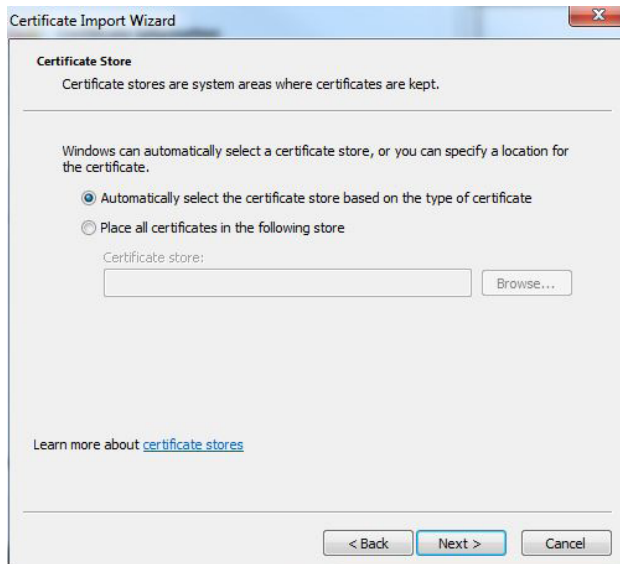 Certificate Import Wizard
Certificate Store
Certificate stores are system areas where certificates are kept.
Windows can automatically select a certificate store, or you can specify a location for
the certificate.
Automatically select the certificate store based on the type of certificate
Place all certificates in the following store
Certificate store:
Browse...
Learn more about certificate stores
< Back Next > Cancel